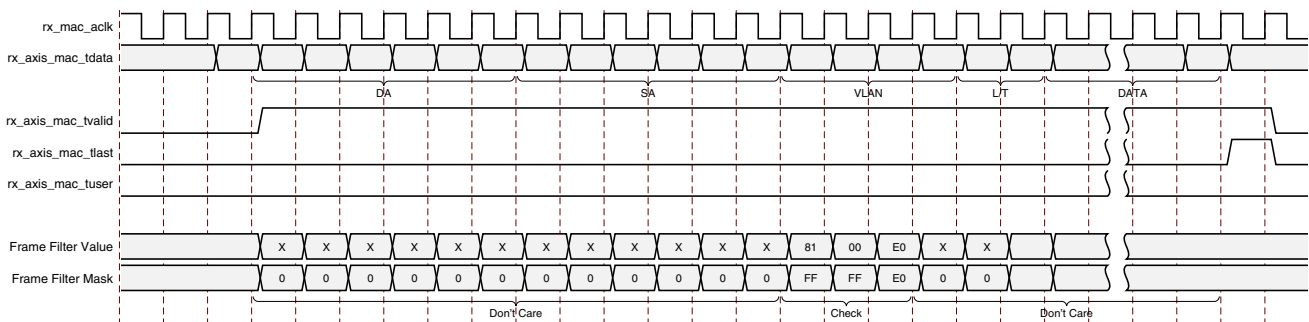 rx_mac_aclk
rx_axis_mac_tdata
DA SA VLAN L/T DATA
rx_axis_mac_tvalid
rx_axis_mac_tlast
rx_axis_mac_tuser
Frame Filter Value X X X X X X X X X X X X 81 00 E0 X X
Frame Filter Mask 0 0 0 0 0 0 0 0 0 0 0 0 FF FF E0 0 0
Don't Care Check Don't Care